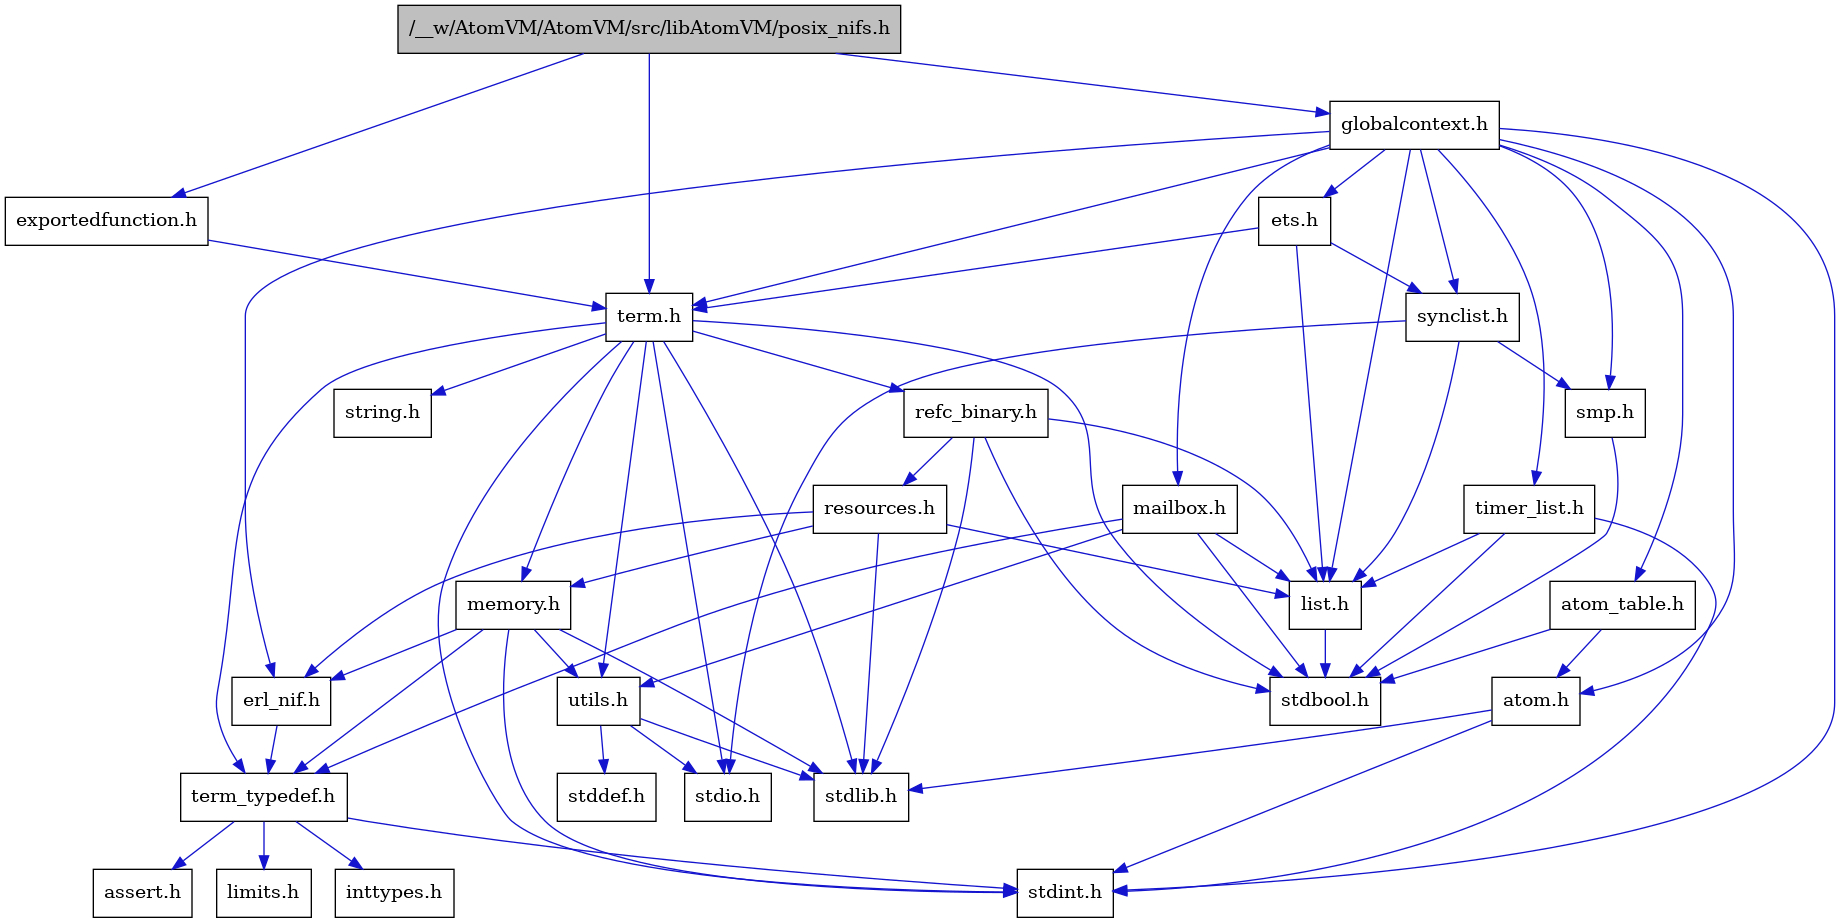 /__w/AtomVM/AtomVM/src/libAtomVM/posix_nifs.h
globalcontext.h
exportedfunction.h
ets.h
term.h
synclist.h
string.h
refc_binary.h
smp.h
resources.h
mailbox.h
timer_list.h
memory.h
list.h
atom_table.h
erl_nif.h
utils.h
stdbool.h
atom.h
term_typedef.h
stddef.h
stdio.h
stdlib.h
assert.h
limits.h
inttypes.h
stdint.h